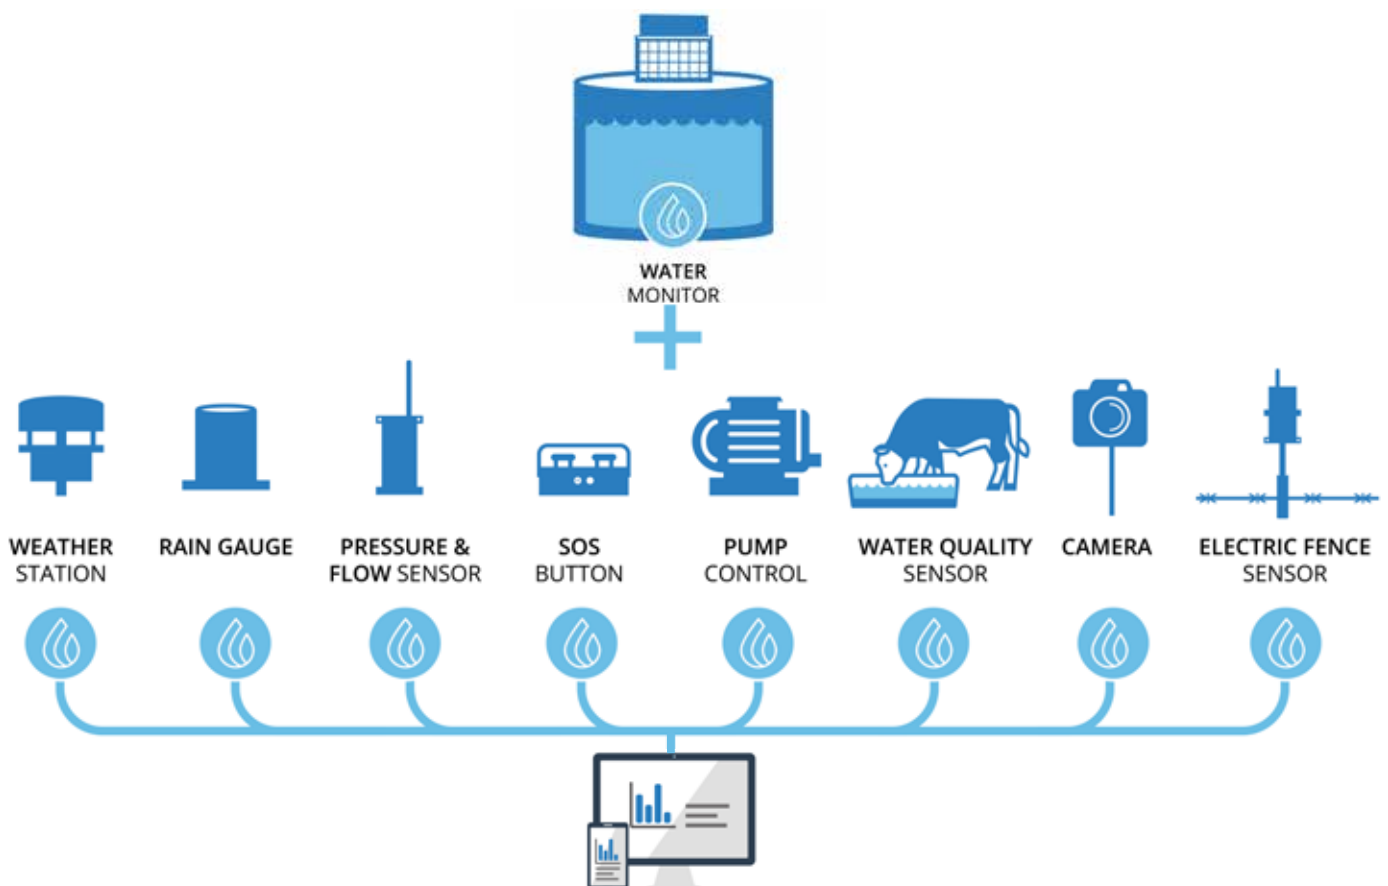 WATER
MONITOR
WEATHER
STATION
RAIN GAUGE
PRESSURE &
FLOW SENSOR
SOS
BUTTON
PUMP
CONTROL
WATER QUALITY
SENSOR
CAMERA
ELECTRIC FENCE
SENSOR